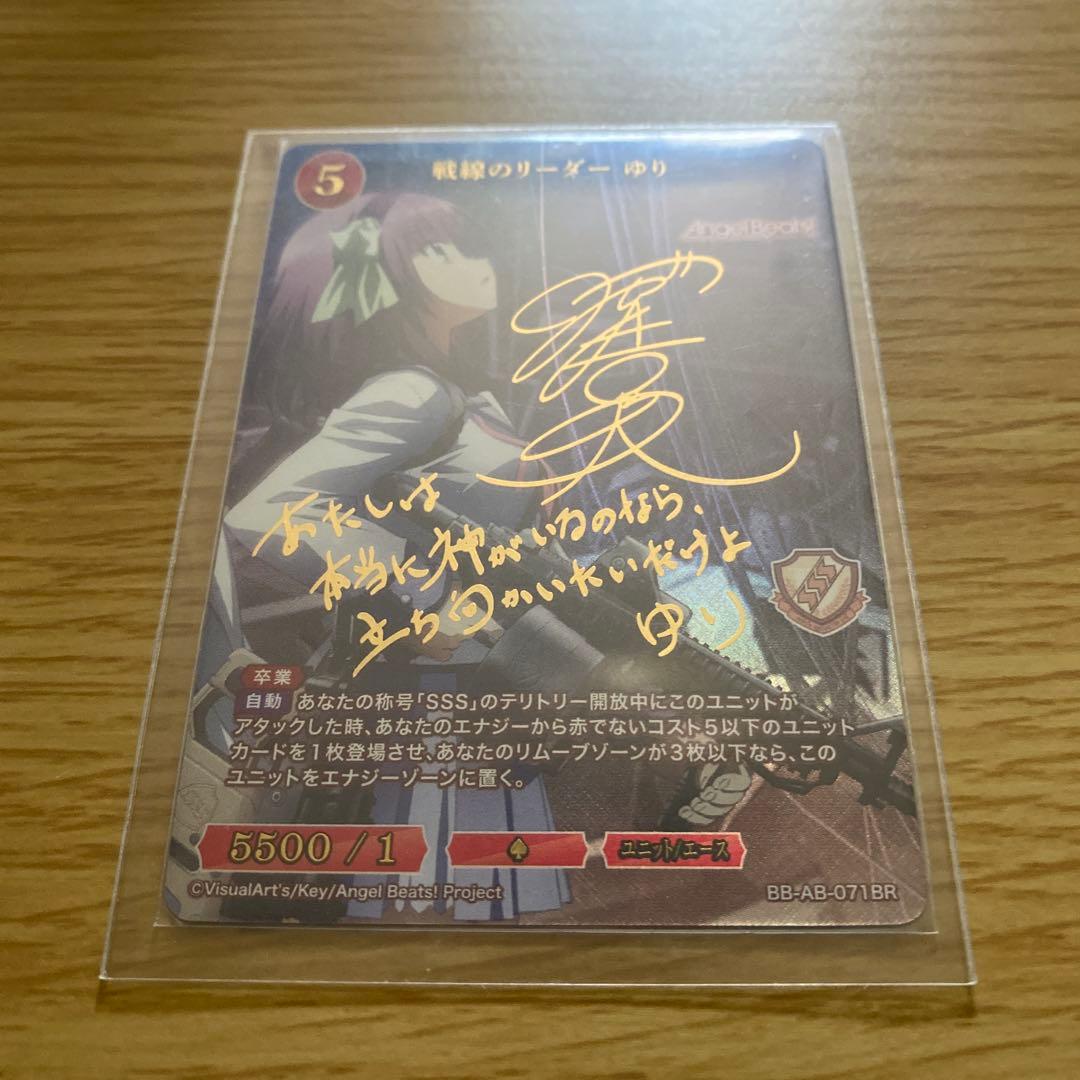 5
戦線のリーダー ゆり
Angel Beats!
あたしは
本当に神がいるのなら、
立ち向かいたいだけよ
ゆり
卒業
自動 あなたの称号「SSS」のテリトリー開放中にこのユニットが
アタックした時、あなたのエナジーから赤でないコスト5以下のユニット
カードを1枚登場させ、あなたのリムーブゾーンが3枚以下なら、この
ユニットをエナジーゾーンに置く。
5500 / 1
♠
ユニット/エース
©VisualArt's/Key/Angel Beats! Project
BB-AB-071BR